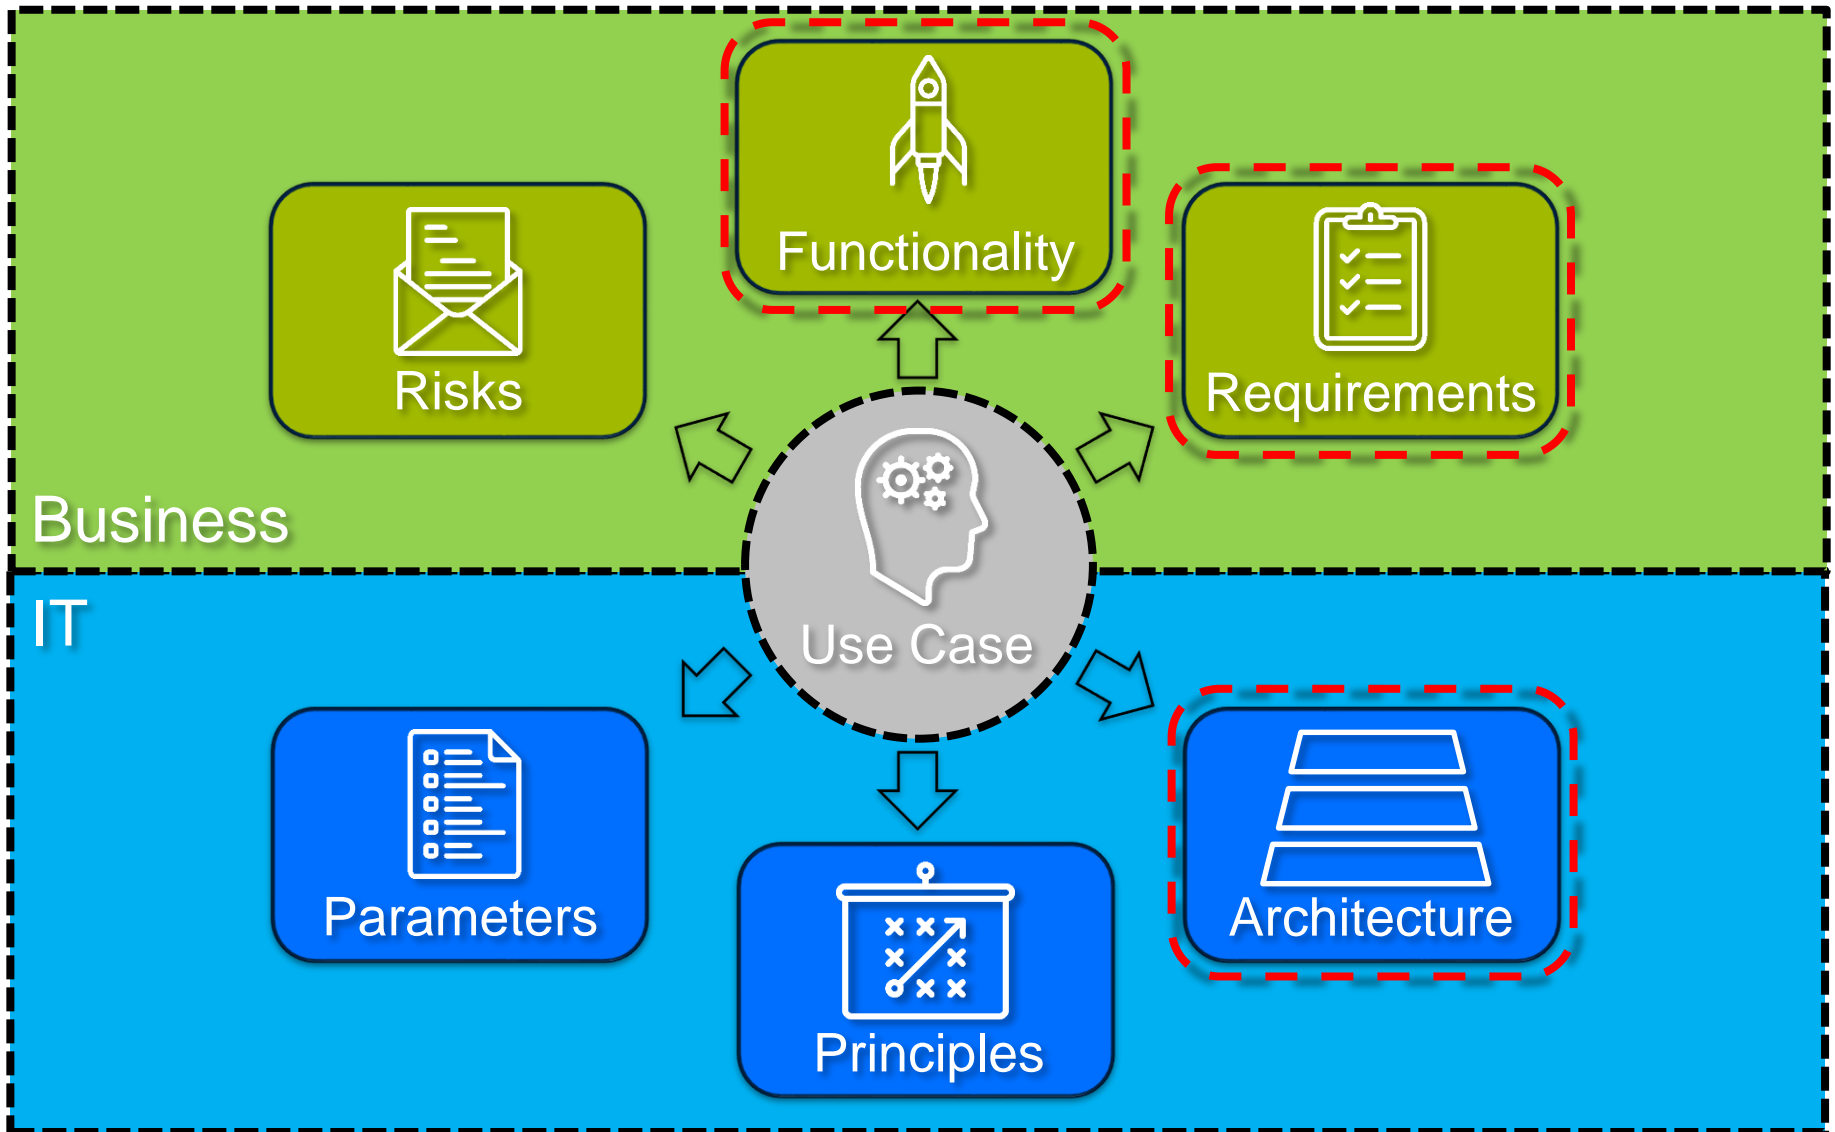 Functionality
Risks
Requirements
Business
Use Case
IT
Parameters
Architecture
Principles